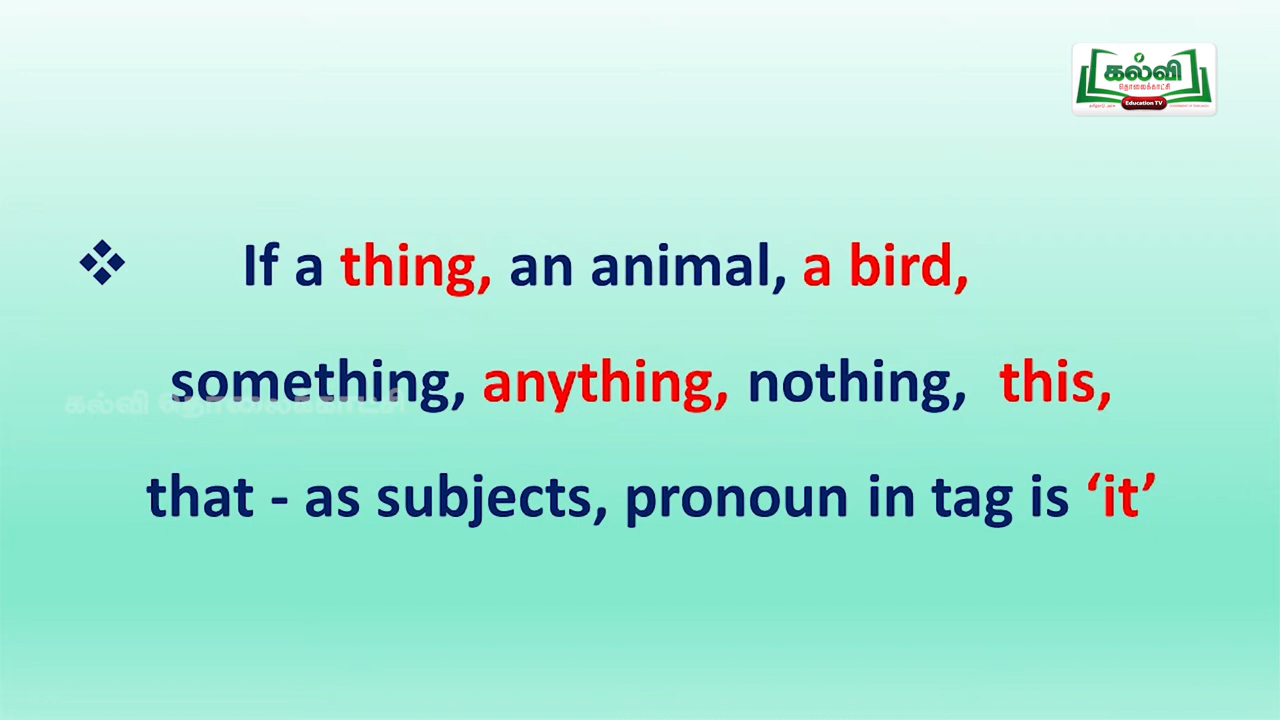 கல்வி
தொலைக்காட்சி
Education TV
❖ If a thing, an animal, a bird,
something, anything, nothing, this,
கல்வி தொலைக்காட்சி
that - as subjects, pronoun in tag is ‘it’